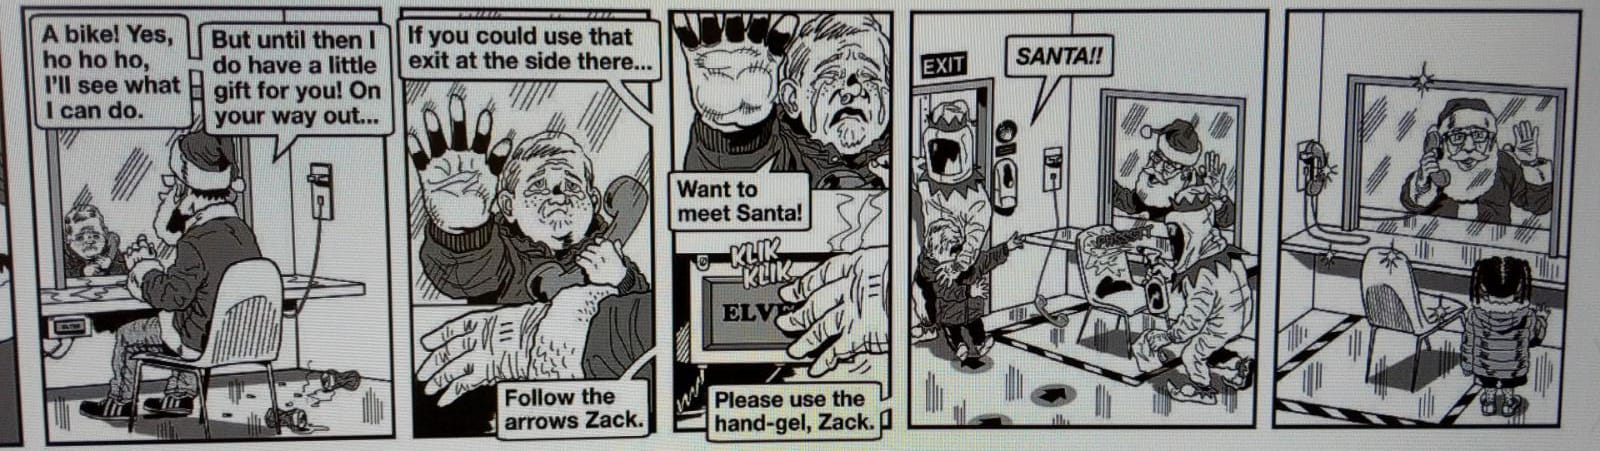 A bike! Yes,
ho ho ho,
I'll see what
I can do.
But until then I
do have a little
gift for you! On
your way out...
If you could use that
exit at the side there...
Follow the
arrows Zack.
Want to
meet Santa!
KLIK
KLIK
ELVE
Please use the
hand-gel, Zack.
EXIT
SANTA!!